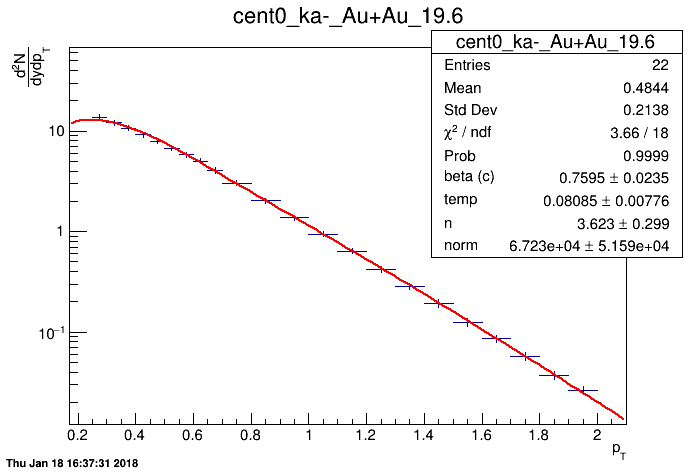 cent0_ka-_Au+Au_19.6
d²N
dydp_T
cent0_ka-_Au+Au_19.6
Entries 22
Mean 0.4844
Std Dev 0.2138
χ² / ndf 3.66 / 18
Prob 0.9999
beta (c) 0.7595 ± 0.0235
temp 0.08085 ± 0.00776
n 3.623 ± 0.299
norm 6.723e+04 ± 5.159e+04
10
1
10⁻¹
0.2 0.4 0.6 0.8 1 1.2 1.4 1.6 1.8 2
p_T
Thu Jan 18 16:37:31 2018